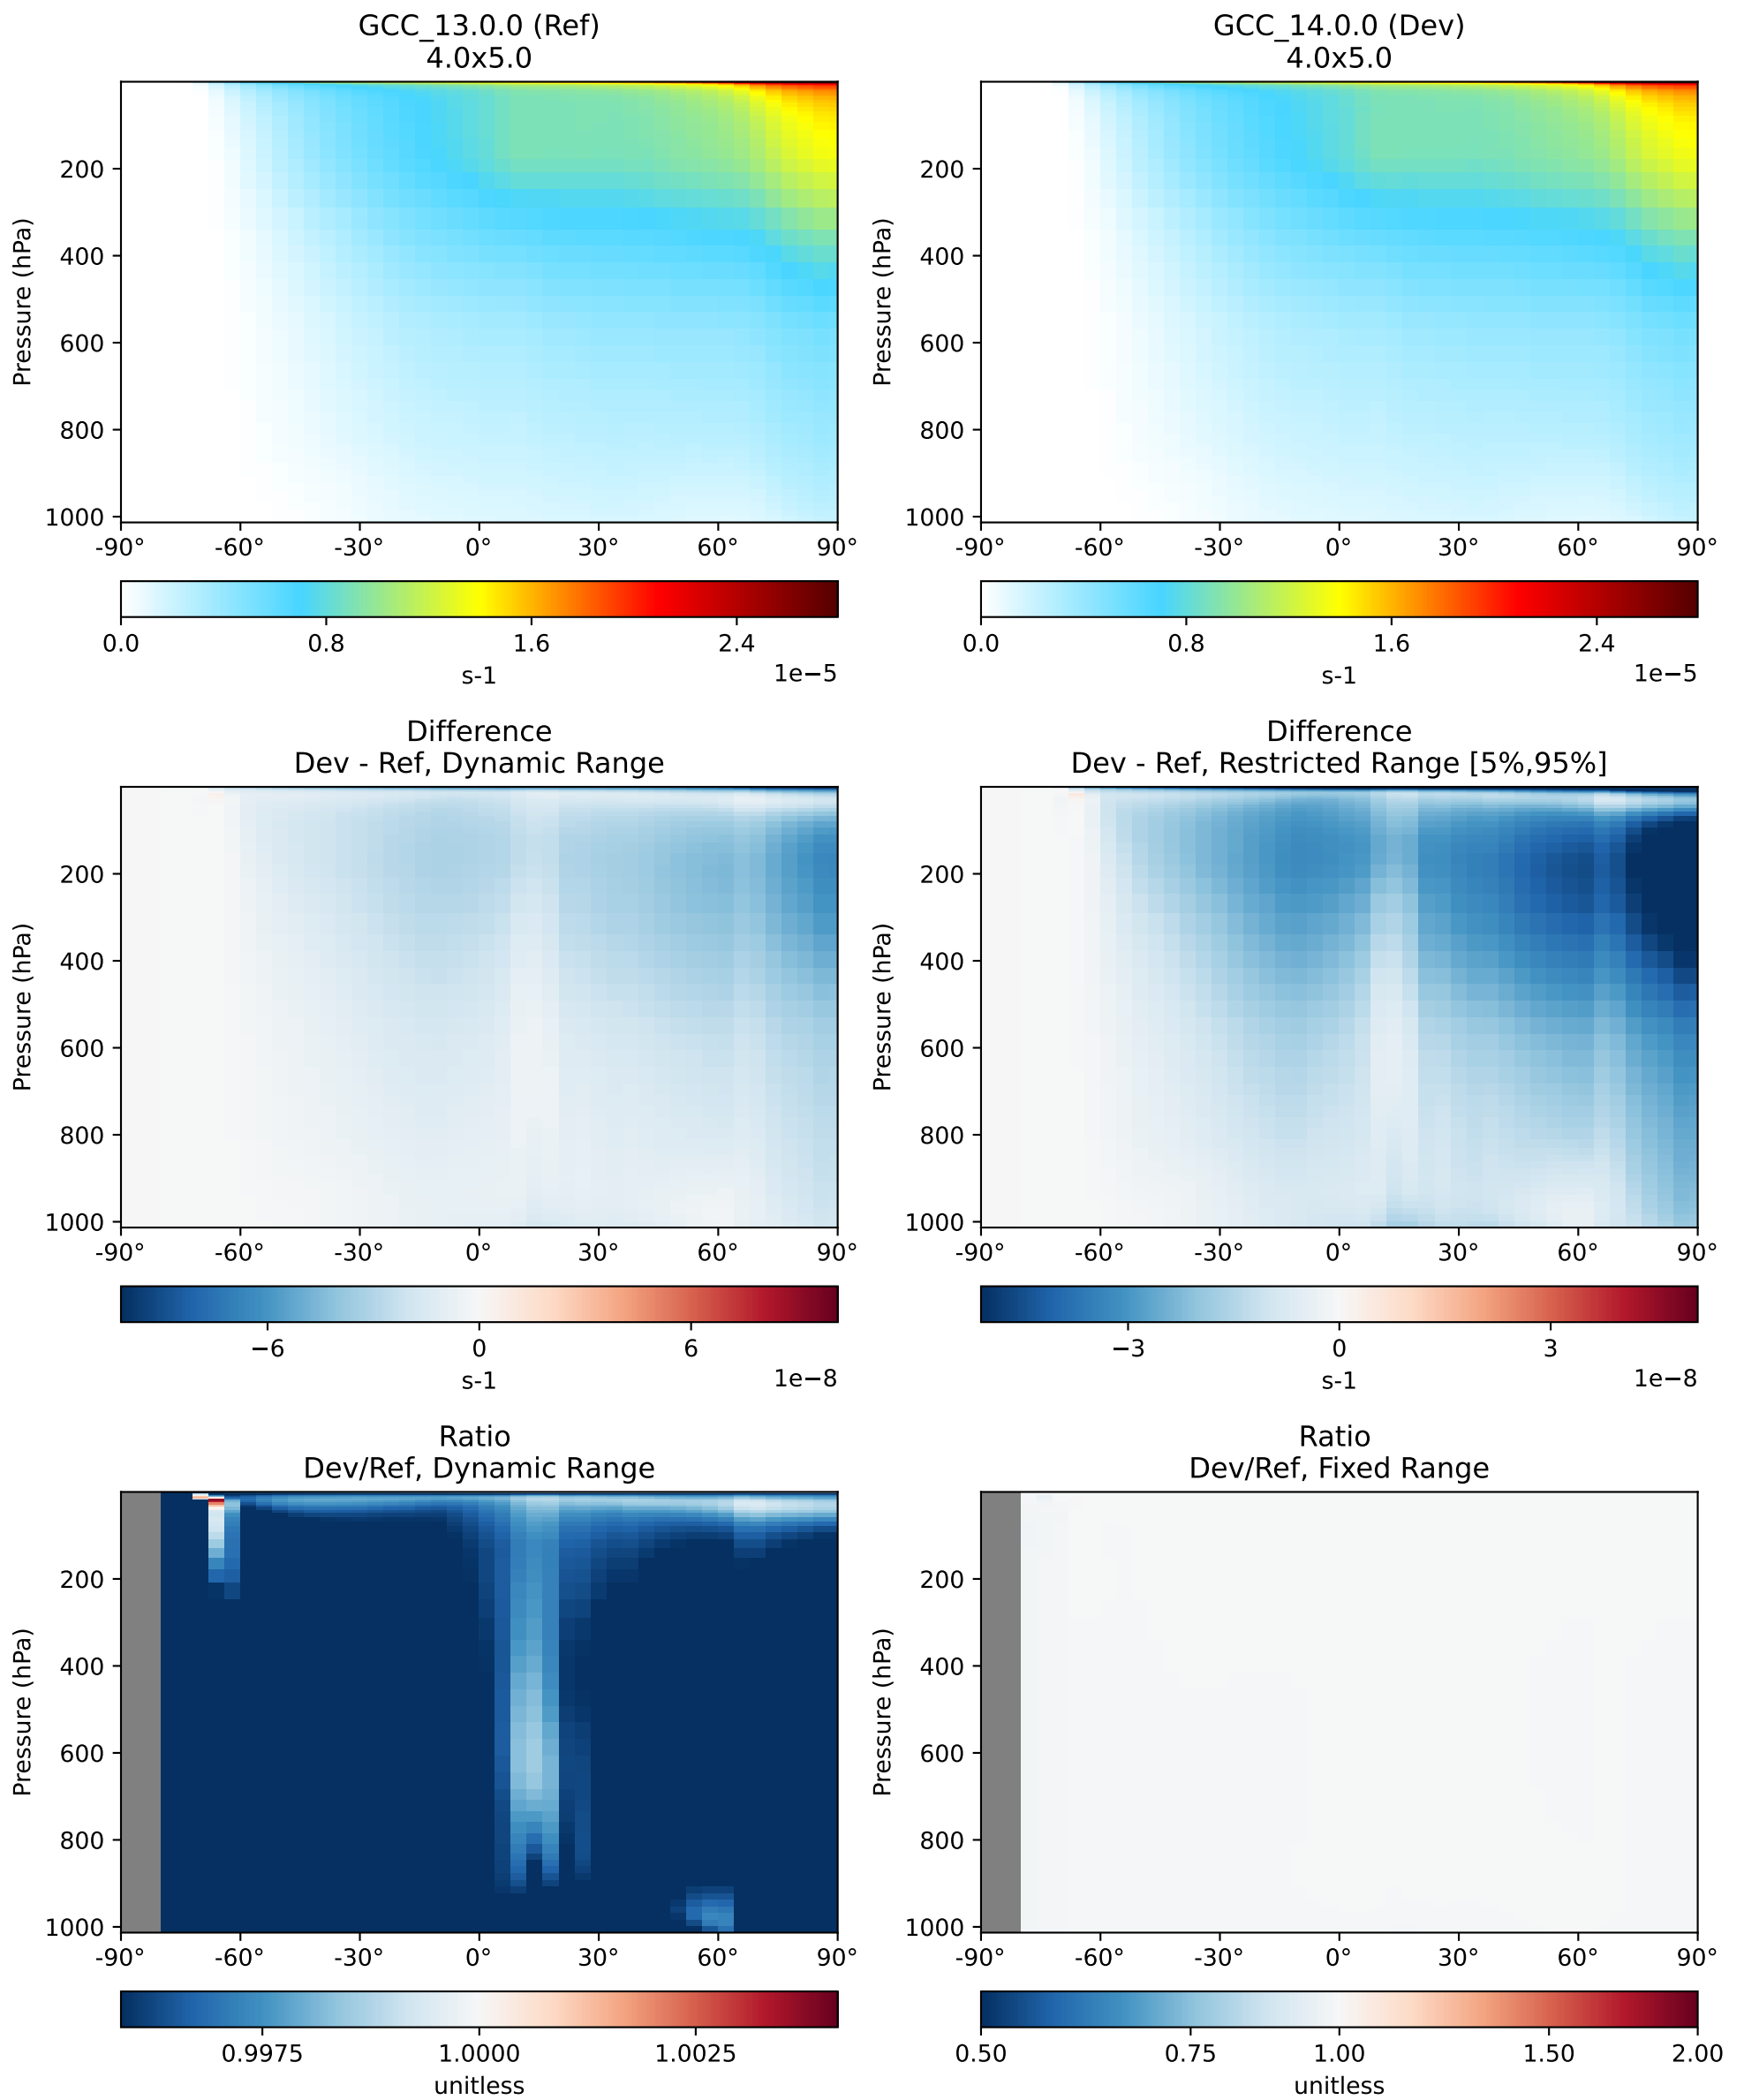 GCC_13.0.0 (Ref)
4.0x5.0
Pressure (hPa)
200
400
600
800
1000
-90° -60° -30° 0° 30° 60° 90°
0.0 0.8 1.6 2.4
s-1
1e−5
GCC_14.0.0 (Dev)
4.0x5.0
Pressure (hPa)
200
400
600
800
1000
-90° -60° -30° 0° 30° 60° 90°
0.0 0.8 1.6 2.4
s-1
1e−5
Difference
Dev - Ref, Dynamic Range
Pressure (hPa)
200
400
600
800
1000
-90° -60° -30° 0° 30° 60° 90°
−6 0 6
s-1
1e−8
Difference
Dev - Ref, Restricted Range [5%,95%]
Pressure (hPa)
200
400
600
800
1000
-90° -60° -30° 0° 30° 60° 90°
−3 0 3
s-1
1e−8
Ratio
Dev/Ref, Dynamic Range
Pressure (hPa)
200
400
600
800
1000
-90° -60° -30° 0° 30° 60° 90°
0.9975 1.0000 1.0025
unitless
Ratio
Dev/Ref, Fixed Range
Pressure (hPa)
200
400
600
800
1000
-90° -60° -30° 0° 30° 60° 90°
0.50 0.75 1.00 1.50 2.00
unitless